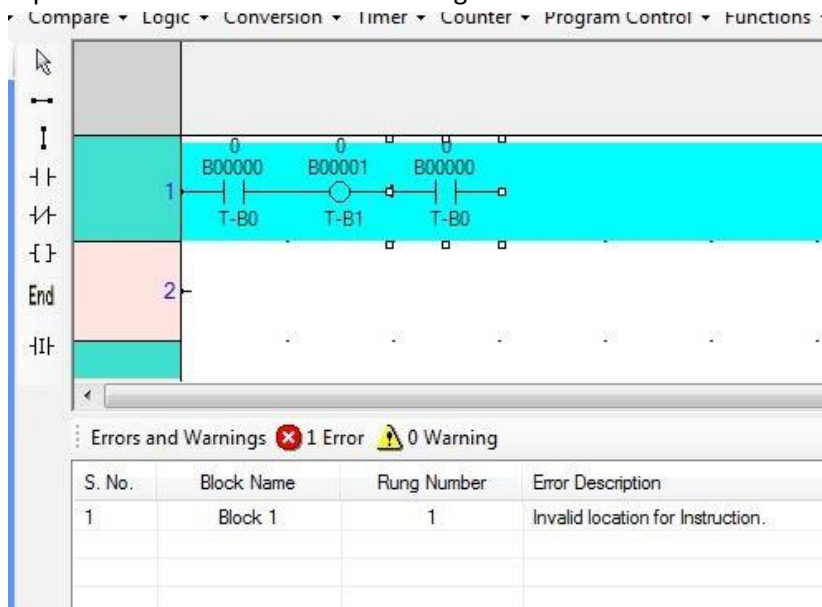 Compare Logic Conversion Timer Counter Program Control Functions
0 0 0
B00000 B00001 B00000
1
T-B0 T-B1 T-B0
End
2
Errors and Warnings 1 Error 0 Warning
S. No. Block Name Rung Number Error Description
1 Block 1 1 Invalid location for Instruction.